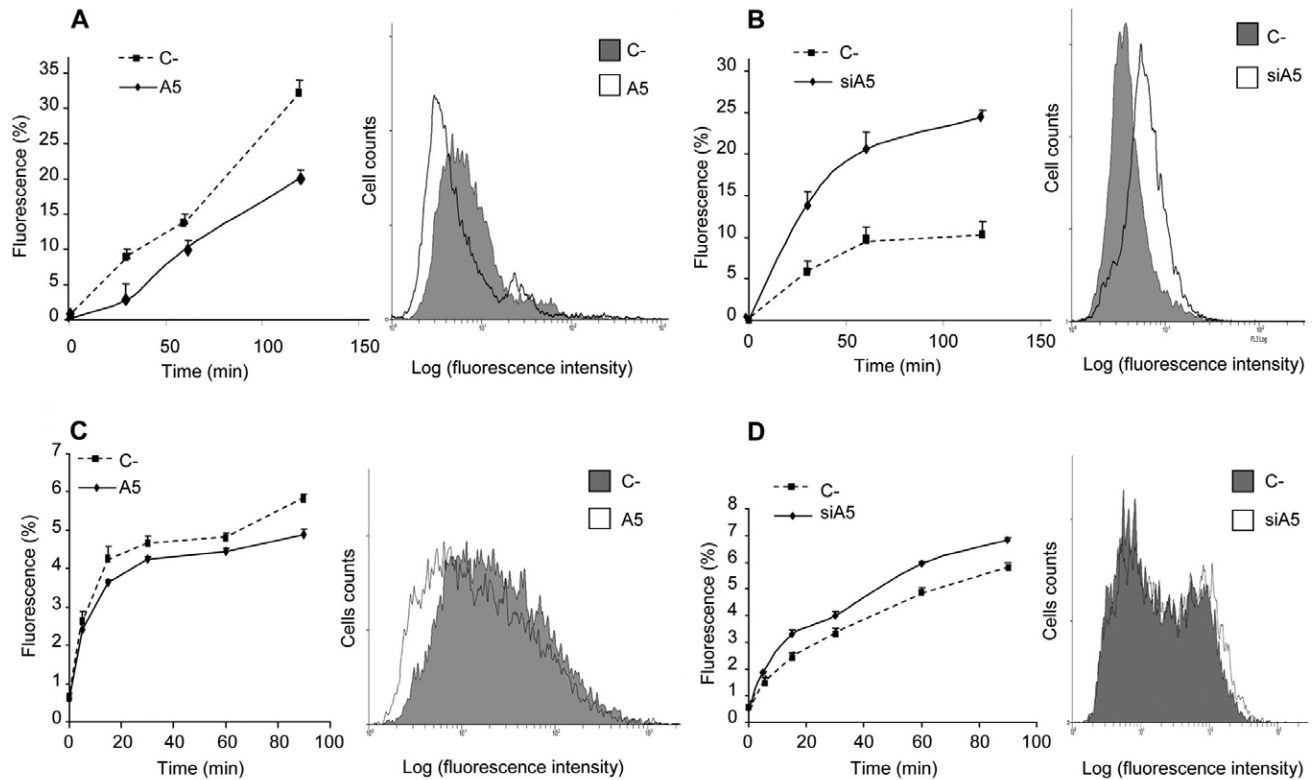 A
C-
A5
35
30
25
20
15
10
5
0
Fluorescence (%)
0 50 100 150
Time (min)
C-
A5
Cell counts
Log (fluorescence intensity)
B
C-
siA5
30
25
20
15
10
5
0
Fluorescence (%)
0 50 100 150
Time (min)
C-
siA5
Cell counts
FL3 Log
Log (fluorescence intensity)
C
C-
A5
7
6
5
4
3
2
1
0
Fluorescence (%)
0 20 40 60 80 100
Time (min)
C-
A5
Cells counts
Log (fluorescence intensity)
D
C-
siA5
8
7
6
5
4
3
2
1
0
Fluorescence (%)
0 20 40 60 80 100
Time (min)
C-
siA5
Cells counts
Log (fluorescence intensity)